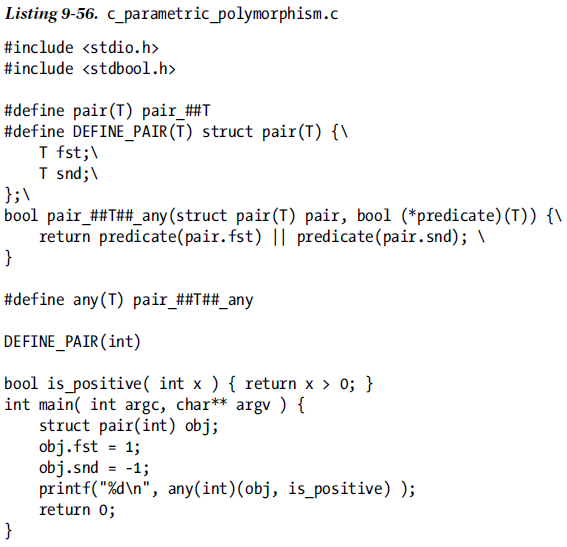 Listing 9-56. c_parametric_polymorphism.c
#include <stdio.h>
#include <stdbool.h>
#define pair(T) pair_##T
#define DEFINE_PAIR(T) struct pair(T) {\
    T fst;\
    T snd;\
};\
bool pair_##T##_any(struct pair(T) pair, bool (*predicate)(T)) {\
    return predicate(pair.fst) || predicate(pair.snd); \
}
#define any(T) pair_##T##_any
DEFINE_PAIR(int)
bool is_positive( int x ) { return x > 0; }
int main( int argc, char** argv ) {
    struct pair(int) obj;
    obj.fst = 1;
    obj.snd = -1;
    printf("%d\n", any(int)(obj, is_positive) );
    return 0;
}